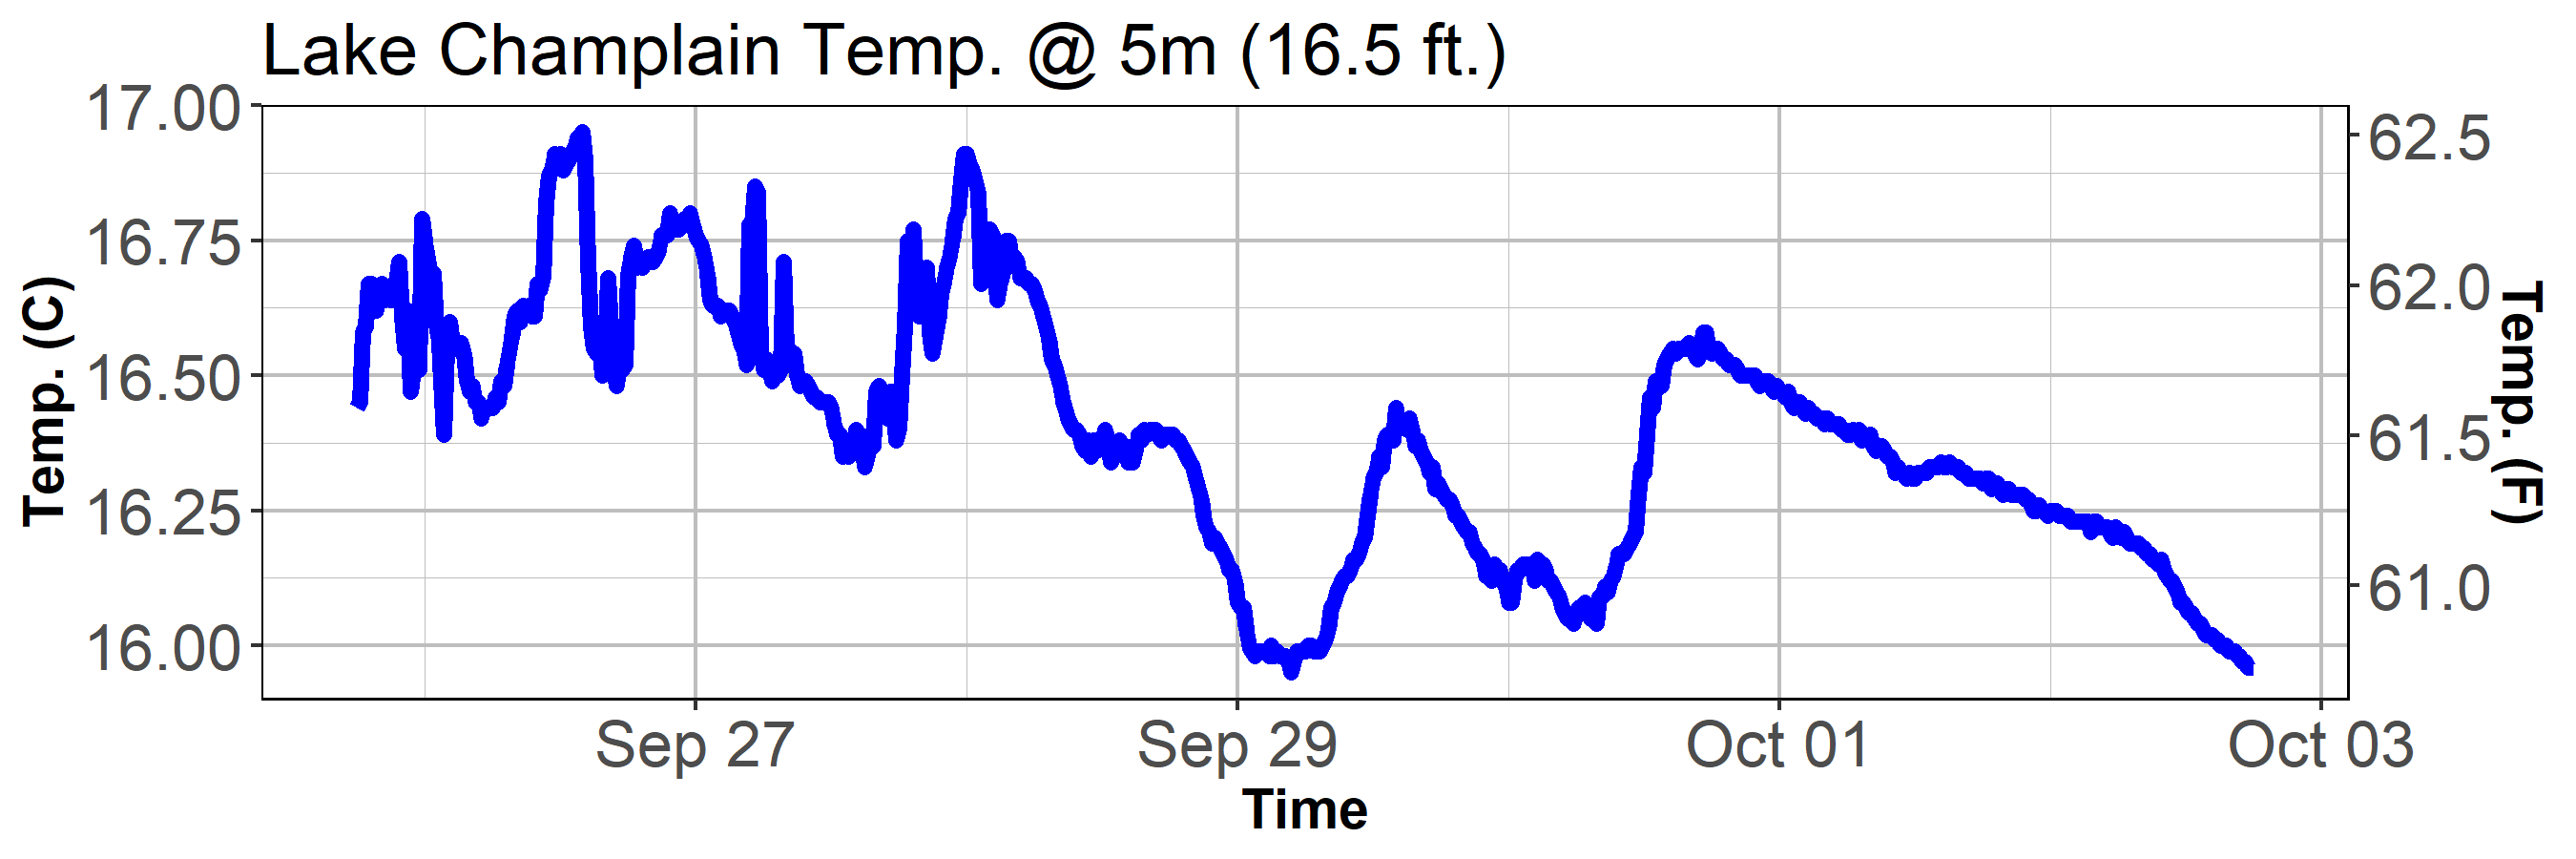 Lake Champlain Temp. @ 5m (16.5 ft.)
17.00
16.75
16.50
16.25
16.00
Temp. (C)
62.5
62.0
61.5
61.0
Temp. (F)
Sep 27 Sep 29 Oct 01 Oct 03
Time